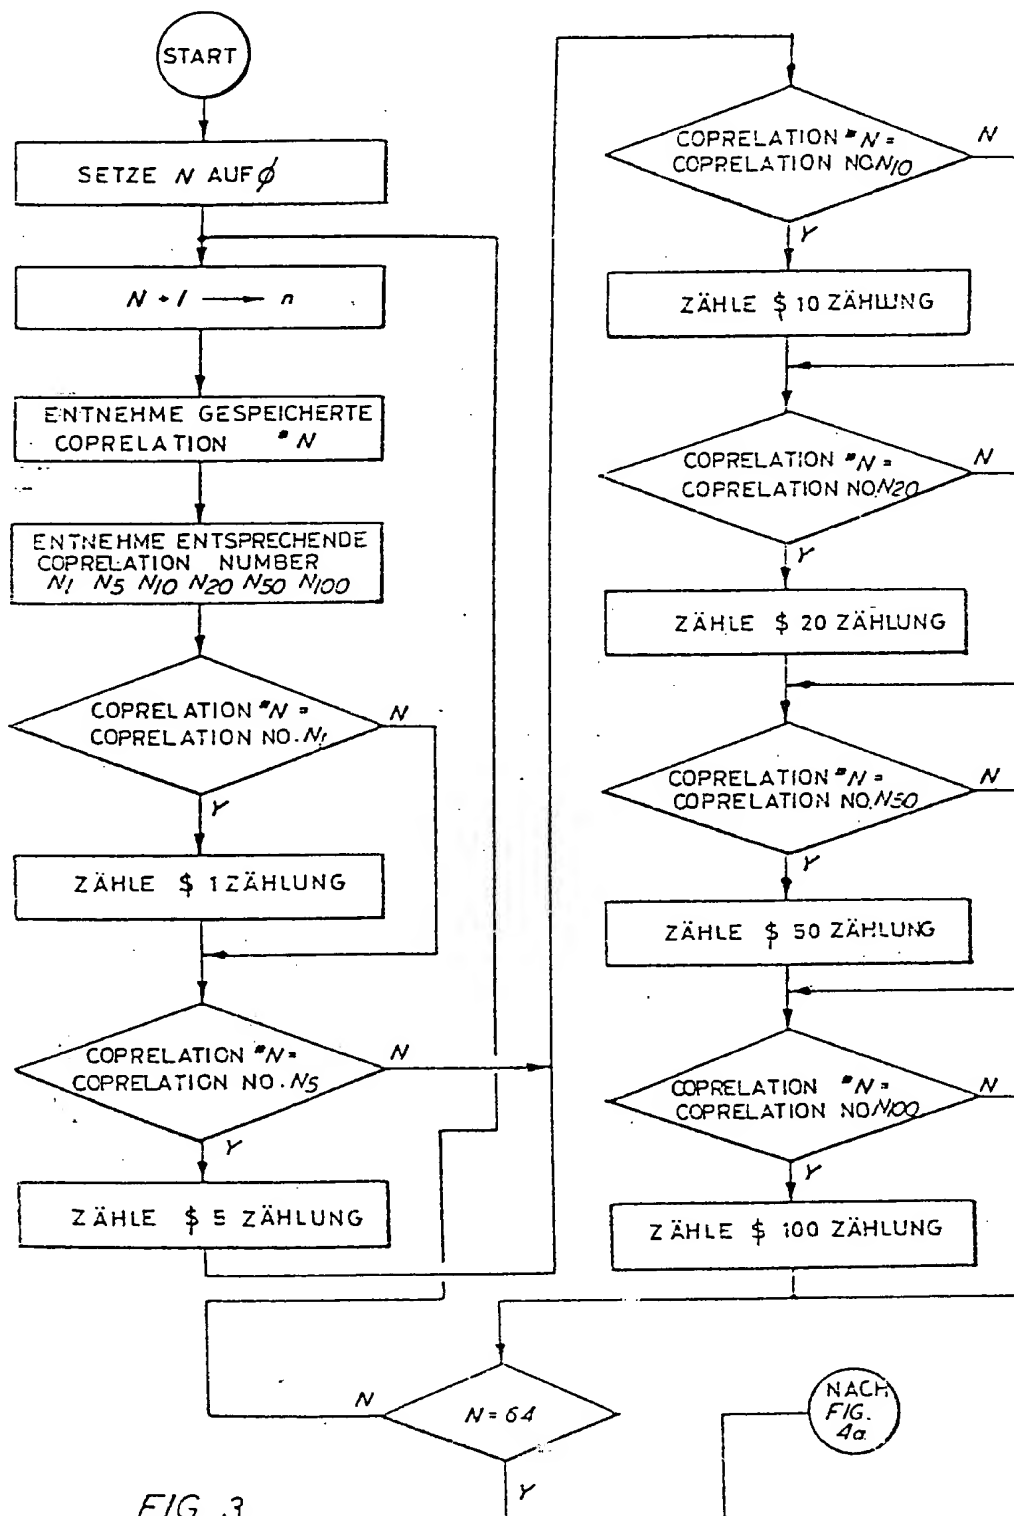 START
SETZE N AUF ϕ
N + 1 → n
ENTNEHME GESPEICHERTE
COPRELATION #N
ENTNEHME ENTSPRECHENDE
COPRELATION NUMBER
N1 N5 N10 N20 N50 N100
COPRELATION #N =
COPRELATION NO. N1
N
Y
ZÄHLE $ 1 ZÄHLUNG
COPRELATION #N =
COPRELATION NO. N5
N
Y
ZÄHLE $ 5 ZÄHLUNG
COPRELATION #N =
COPRELATION NO. N10
N
Y
ZÄHLE $ 10 ZÄHLUNG
COPRELATION #N =
COPRELATION NO. N20
N
Y
ZÄHLE $ 20 ZÄHLUNG
COPRELATION #N =
COPRELATION NO. N50
N
Y
ZÄHLE $ 50 ZÄHLUNG
COPRELATION #N =
COPRELATION NO. N100
N
Y
ZÄHLE $ 100 ZÄHLUNG
N = 64
N
Y
NACH
FIG.
4a
FIG. 3